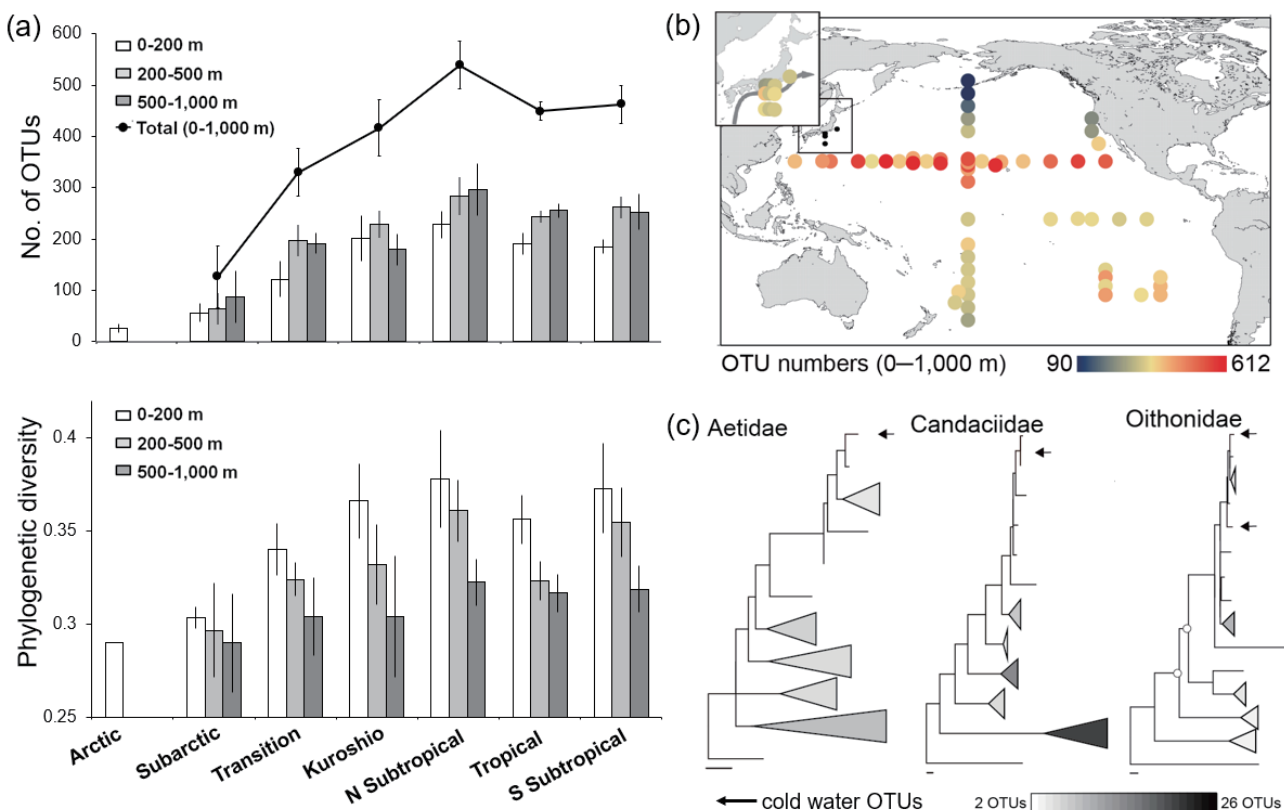 (a)
600
500
400
300
200
100
0
No. of OTUs
0-200 m
200-500 m
500-1,000 m
Total (0-1,000 m)
0.4
0.35
0.3
0.25
Phylogenetic diversity
0-200 m
200-500 m
500-1,000 m
Arctic
Subarctic
Transition
Kuroshio
N Subtropical
Tropical
S Subtropical
(b)
OTU numbers (0–1,000 m) 90 612
(c)
Aetidae
Candaciidae
Oithonidae
cold water OTUs
2 OTUs 26 OTUs